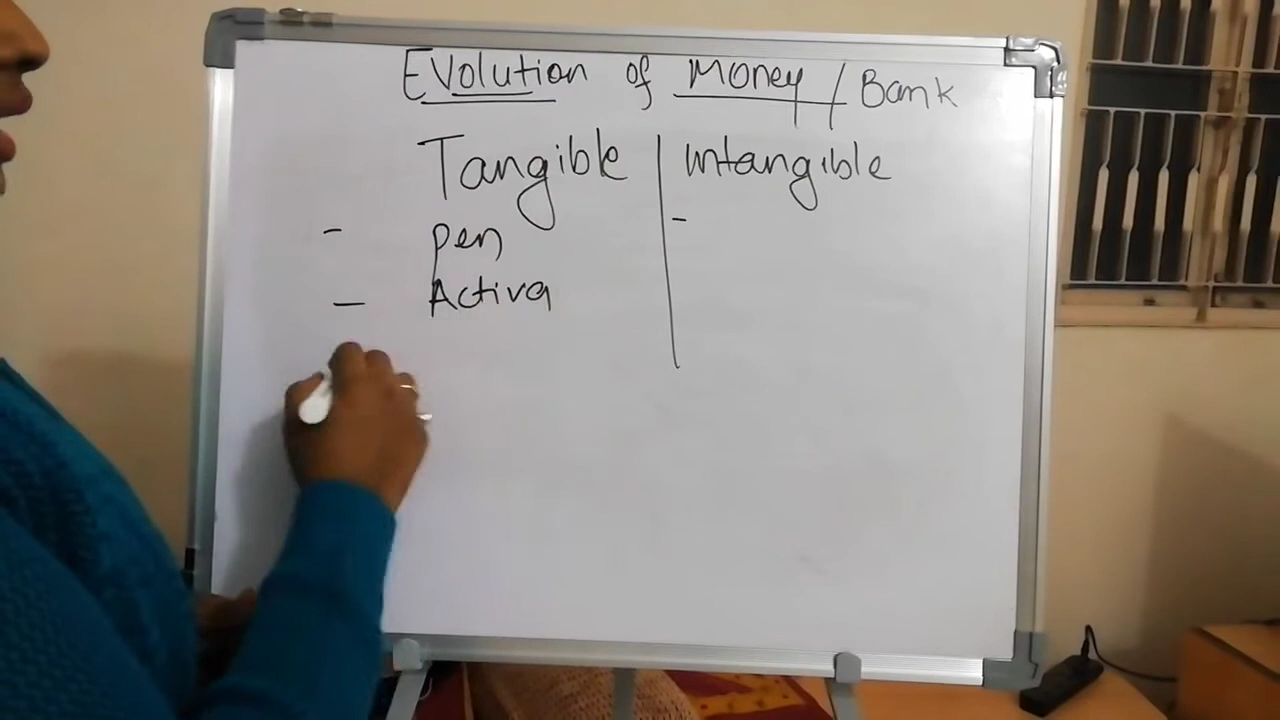 Evolution of Money / Bank
Tangible | Intangible
- Pen -
- Activa